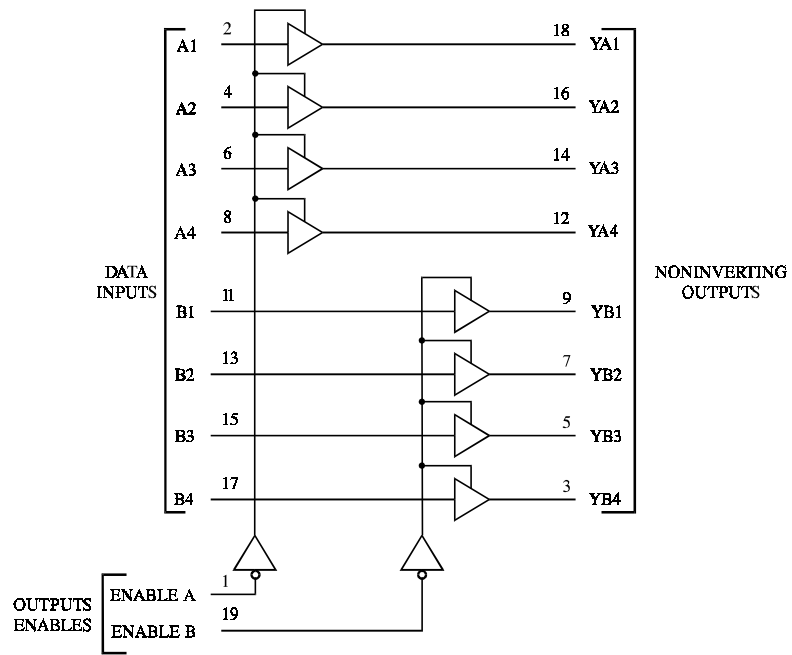 A1 2 18 YA1
A2 4 16 YA2
A3 6 14 YA3
A4 8 12 YA4
DATA
INPUTS
NONINVERTING
OUTPUTS
B1 11 9 YB1
B2 13 7 YB2
B3 15 5 YB3
B4 17 3 YB4
OUTPUTS
ENABLES
ENABLE A 1
ENABLE B 19